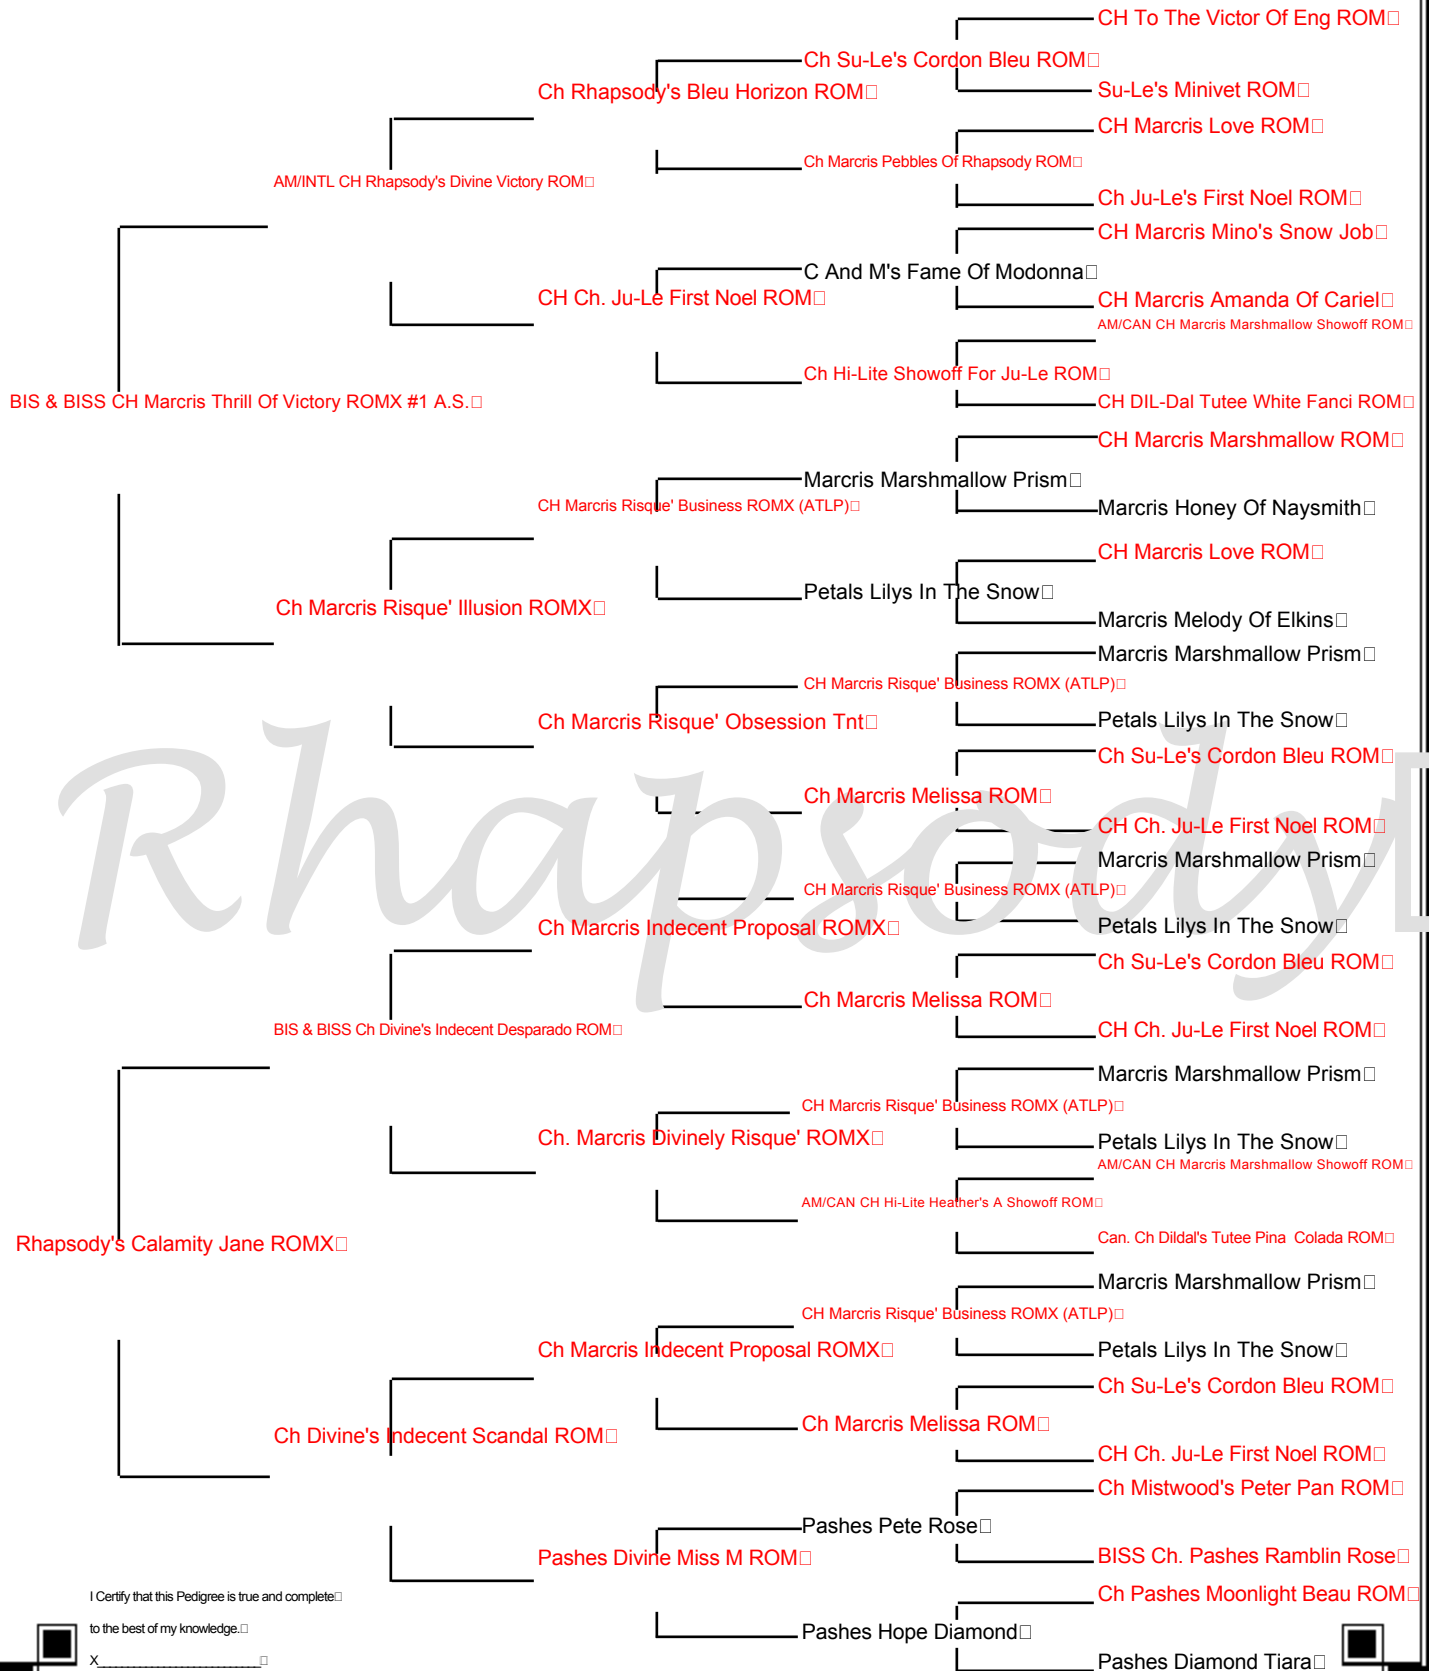 CH To The Victor Of Eng ROM
Ch Su-Le's Cordon Bleu ROM
Ch Rhapsody's Bleu Horizon ROM
Su-Le's Minivet ROM
CH Marcris Love ROM
Ch Marcris Pebbles Of Rhapsody ROM
AM/INTL CH Rhapsody's Divine Victory ROM
Ch Ju-Le's First Noel ROM
CH Marcris Mino's Snow Job
C And M's Fame Of Modonna
CH Ch. Ju-Le First Noel ROM
CH Marcris Amanda Of Cariel
AM/CAN CH Marcris Marshmallow Showoff ROM
Ch Hi-Lite Showoff For Ju-Le ROM
BIS & BISS CH Marcris Thrill Of Victory ROMX #1 A.S.
CH DIL-Dal Tutee White Fanci ROM
CH Marcris Marshmallow ROM
Marcris Marshmallow Prism
CH Marcris Risque' Business ROMX (ATLP)
Marcris Honey Of Naysmith
CH Marcris Love ROM
Petals Lilys In The Snow
Ch Marcris Risque' Illusion ROMX
Marcris Melody Of Elkins
Marcris Marshmallow Prism
CH Marcris Risque' Business ROMX (ATLP)
Ch Marcris Risque' Obsession Tnt
Petals Lilys In The Snow
Ch Su-Le's Cordon Bleu ROM
Ch Marcris Melissa ROM
CH Ch. Ju-Le First Noel ROM
Rhapsody
Marcris Marshmallow Prism
CH Marcris Risque' Business ROMX (ATLP)
Ch Marcris Indecent Proposal ROMX
Petals Lilys In The Snow
Ch Su-Le's Cordon Bleu ROM
Ch Marcris Melissa ROM
BIS & BISS Ch Divine's Indecent Desparado ROM
CH Ch. Ju-Le First Noel ROM
Marcris Marshmallow Prism
CH Marcris Risque' Business ROMX (ATLP)
Ch. Marcris Divinely Risque' ROMX
Petals Lilys In The Snow
AM/CAN CH Marcris Marshmallow Showoff ROM
AM/CAN CH Hi-Lite Heather's A Showoff ROM
Rhapsody's Calamity Jane ROMX
Can. Ch Dildal's Tutee Pina Colada ROM
Marcris Marshmallow Prism
CH Marcris Risque' Business ROMX (ATLP)
Ch Marcris Indecent Proposal ROMX
Petals Lilys In The Snow
Ch Su-Le's Cordon Bleu ROM
Ch Marcris Melissa ROM
Ch Divine's Indecent Scandal ROM
CH Ch. Ju-Le First Noel ROM
Ch Mistwood's Peter Pan ROM
Pashes Pete Rose
Pashes Divine Miss M ROM
BISS Ch. Pashes Ramblin Rose
Ch Pashes Moonlight Beau ROM
Pashes Hope Diamond
Pashes Diamond Tiara
I Certify that this Pedigree is true and complete
to the best of my knowledge.
X__________________________